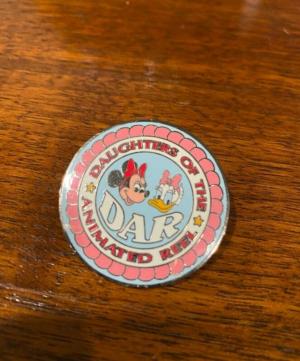 DAUGHTERS OF THE
DAR
ANIMATED REEL